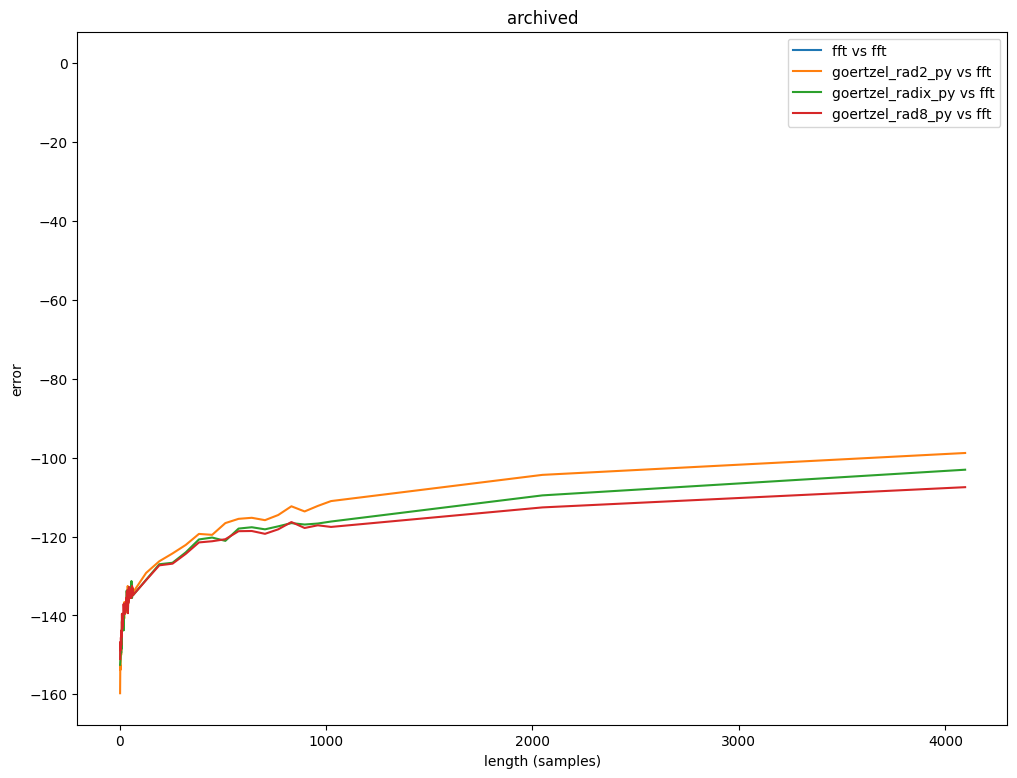 archived
fft vs fft
goertzel_rad2_py vs fft
goertzel_radix_py vs fft
goertzel_rad8_py vs fft
0
−20
−40
−60
−80
−100
−120
−140
−160
error
0 1000 2000 3000 4000
length (samples)